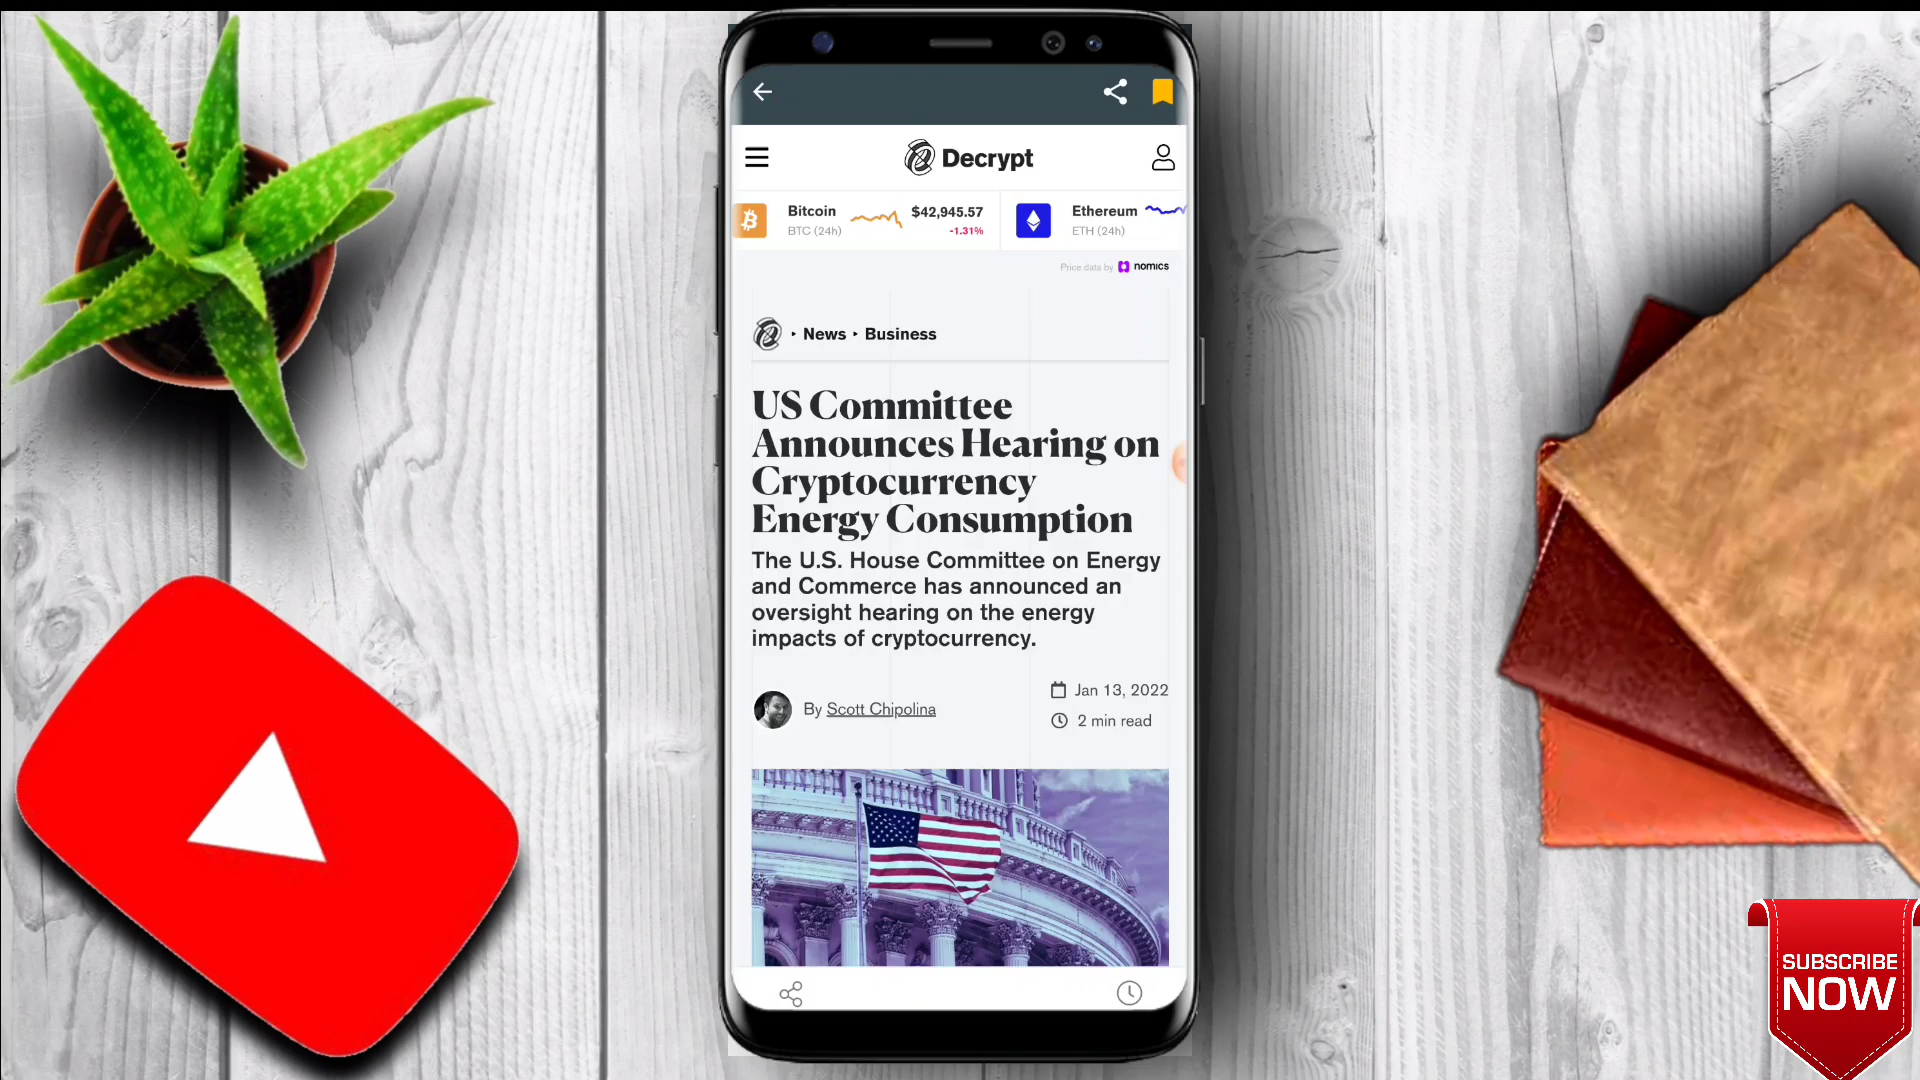 Decrypt
Bitcoin
$42,945.57
BTC (24h)
-1.31%
Ethereum
ETH (24h)
Price data by nomics
News ‣ Business
US Committee
Announces Hearing on
Cryptocurrency
Energy Consumption
The U.S. House Committee on Energy
and Commerce has announced an
oversight hearing on the energy
impacts of cryptocurrency.
By Scott Chipolina
Jan 13, 2022
2 min read
SUBSCRIBE
NOW